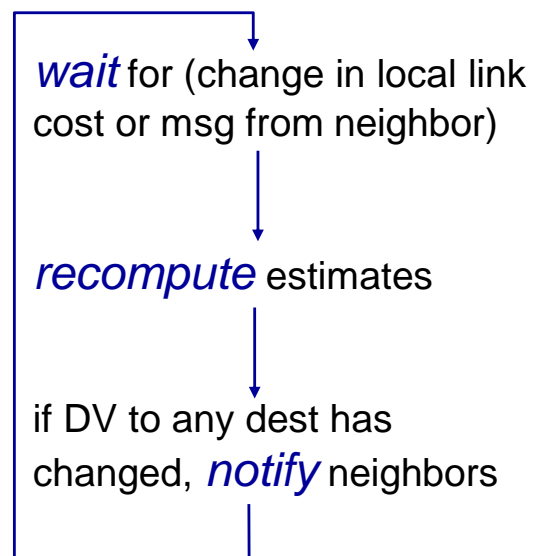 wait for (change in local link
cost or msg from neighbor)
recompute estimates
if DV to any dest has
changed, notify neighbors